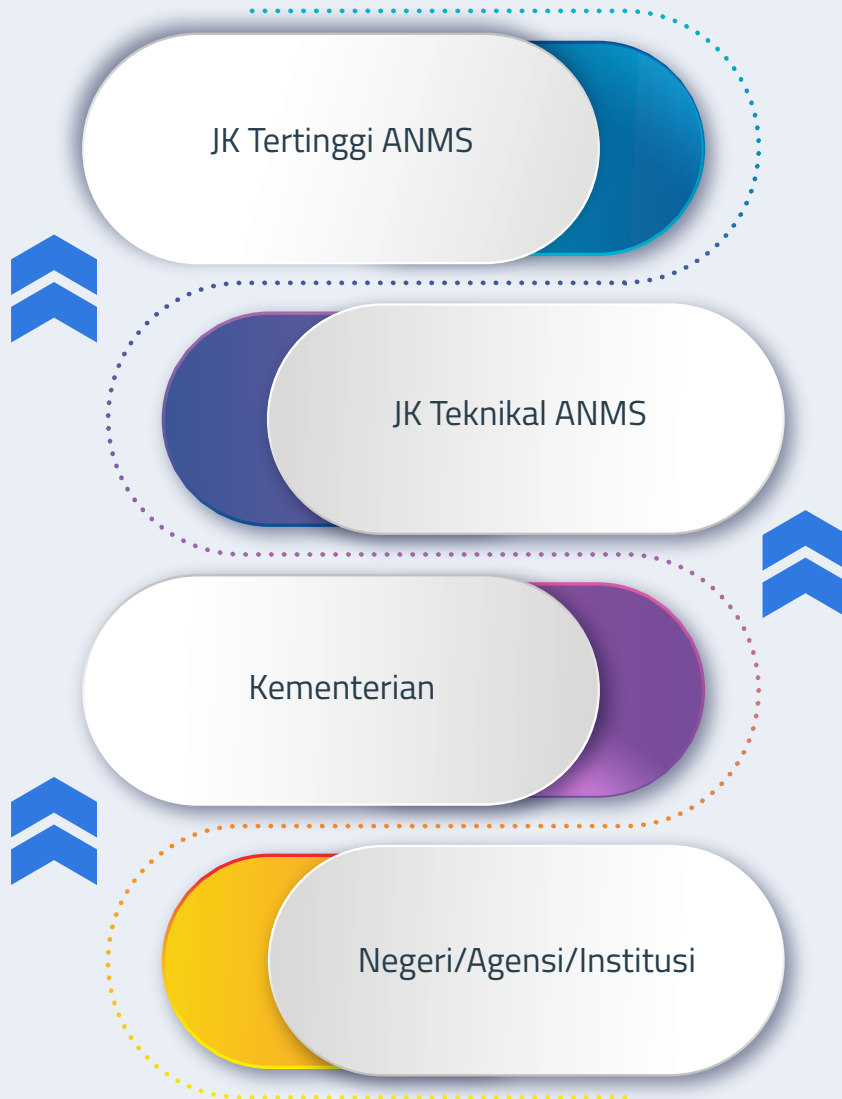 JK Tertinggi ANMS
JK Teknikal ANMS
Kementerian
Negeri/Agensi/Institusi